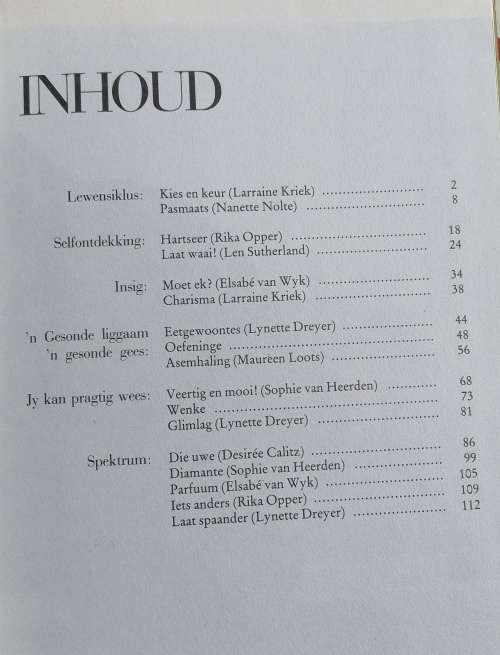 INHOUD
Lewensiklus: Kies en keur (Larraine Kriek) ......................... 2
Pasmaats (Nanette Nolte) ............................. 8
Selfontdekking: Hartseer (Rika Opper) ................................. 18
Laat waai! (Len Sutherland) ........................... 24
Insig: Moet ek? (Elsabé van Wyk) ........................... 34
Charisma (Larraine Kriek) ............................ 38
'n Gesonde liggaam Eetgewoontes (Lynette Dreyer) ...................... 44
'n gesonde gees: Oefeninge ............................................ 48
Asemhaling (Maureen Loots) ......................... 56
Jy kan pragtig wees: Veertig en mooi! (Sophie van Heerden) ............ 68
Wenke ...................................................... 73
Glimlag (Lynette Dreyer) ............................. 81
Spektrum: Die uwe (Desirée Calitz) ................................ 86
Diamante (Sophie van Heerden) ..................... 99
Parfuum (Elsabé van Wyk) ............................. 105
Iets anders (Rika Opper) ................................ 109
Laat spaander (Lynette Dreyer) ....................... 112